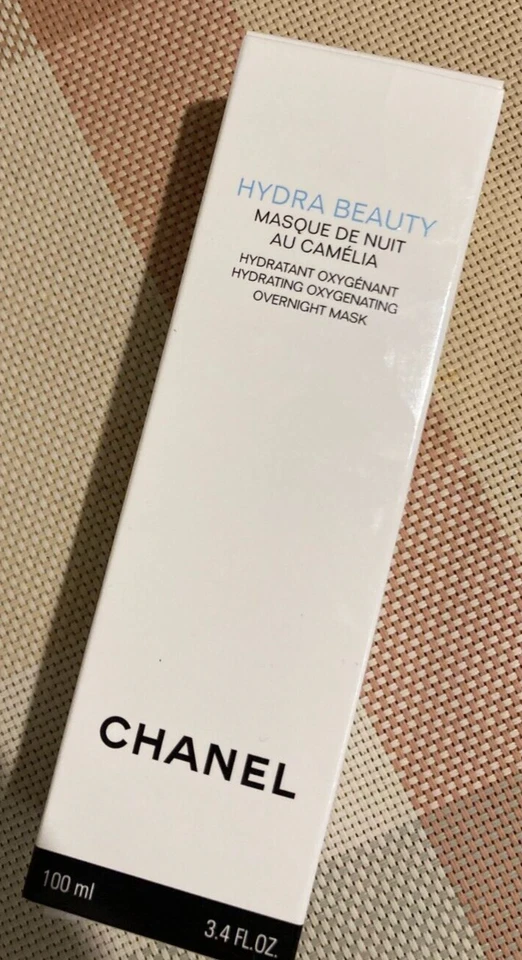 HYDRA BEAUTY
MASQUE DE NUIT
AU CAMÉLIA
HYDRATANT OXYGÉNANT
HYDRATING OXYGENATING
OVERNIGHT MASK
CHANEL
100 ml
3.4 FL.OZ.